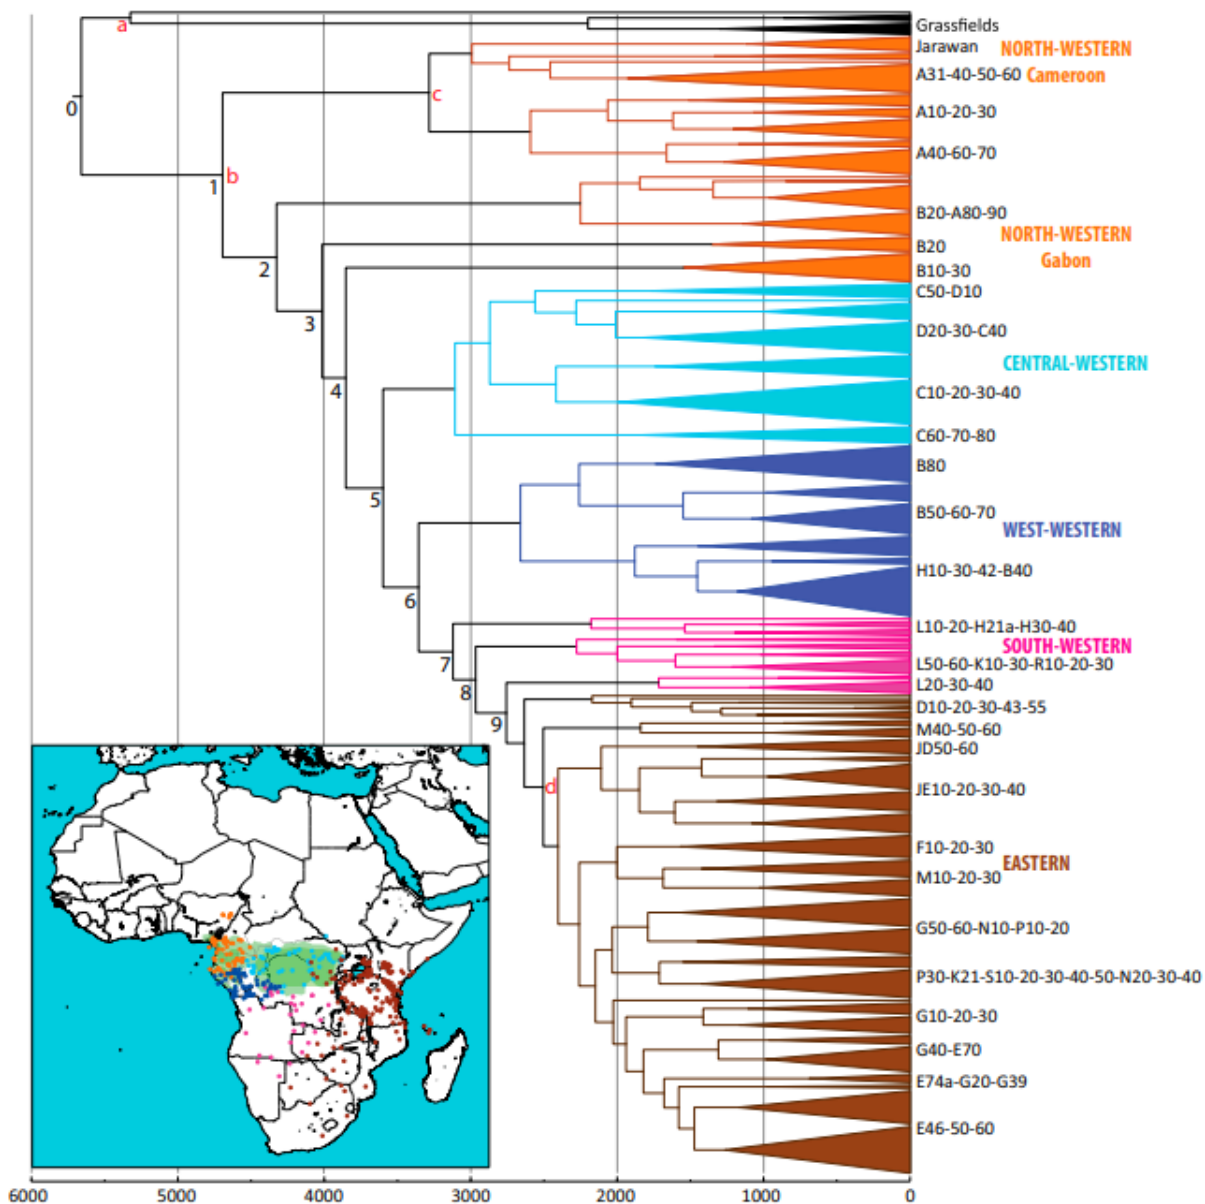 a
Grassfields
Jarawan
NORTH-WESTERN
A31-40-50-60
Cameroon
c
0
A10-20-30
A40-60-70
1
b
B20-A80-90
NORTH-WESTERN
B20
Gabon
2
B10-30
C50-D10
3
D20-30-C40
CENTRAL-WESTERN
4
C10-20-30-40
C60-70-80
B80
5
B50-60-70
WEST-WESTERN
H10-30-42-B40
6
L10-20-H21a-H30-40
SOUTH-WESTERN
7
L50-60-K10-30-R10-20-30
L20-30-40
8
D10-20-30-43-55
9
M40-50-60
JD50-60
d
JE10-20-30-40
F10-20-30
EASTERN
M10-20-30
G50-60-N10-P10-20
P30-K21-S10-20-30-40-50-N20-30-40
G10-20-30
G40-E70
E74a-G20-G39
E46-50-60
6000 5000 4000 3000 2000 1000 0